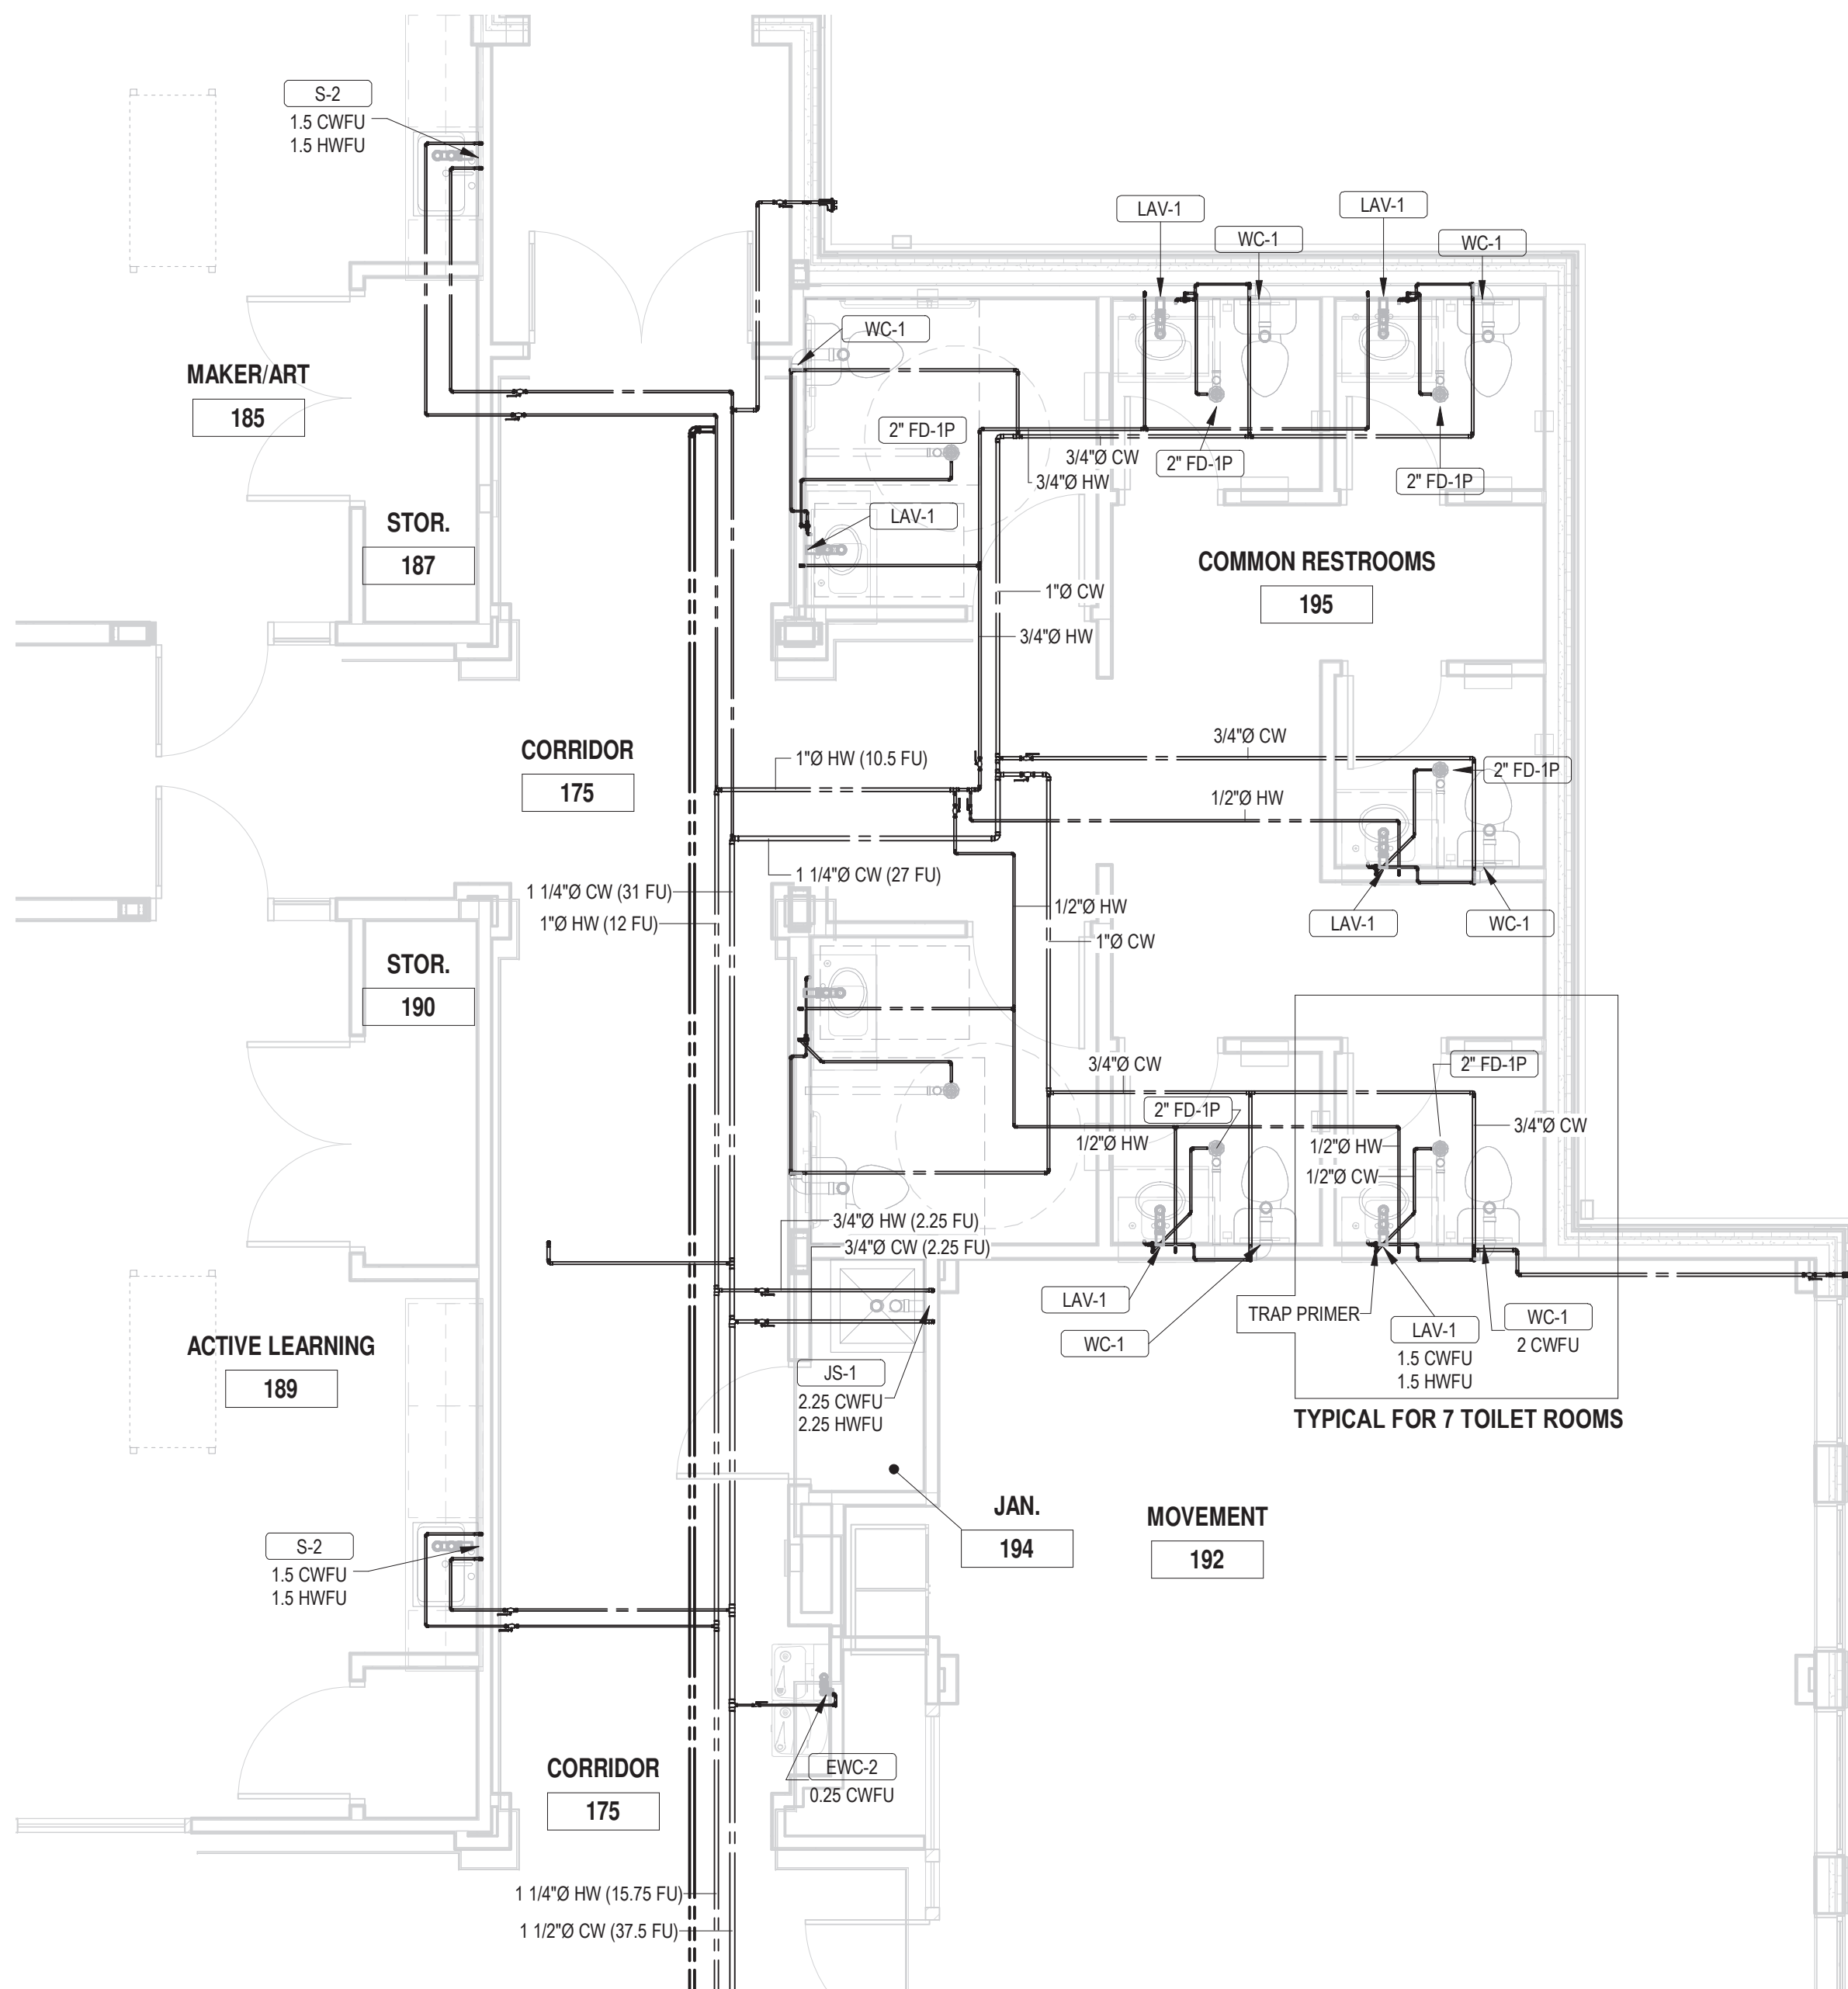 S-2
1.5 CWFU
1.5 HWFU
LAV-1
LAV-1
WC-1
WC-1
WC-1
MAKER/ART
185
2" FD-1P
3/4"Ø CW
3/4"Ø HW
2" FD-1P
2" FD-1P
STOR.
187
LAV-1
COMMON RESTROOMS
195
1"Ø CW
3/4"Ø HW
CORRIDOR
175
1"Ø HW (10.5 FU)
3/4"Ø CW
2" FD-1P
1/2"Ø HW
1 1/4"Ø CW (27 FU)
1 1/4"Ø CW (31 FU)
1"Ø HW (12 FU)
1/2"Ø HW
1"Ø CW
LAV-1
WC-1
STOR.
190
3/4"Ø CW
2" FD-1P
2" FD-1P
3/4"Ø CW
1/2"Ø HW
1/2"Ø HW
1/2"Ø CW
3/4"Ø HW (2.25 FU)
3/4"Ø CW (2.25 FU)
LAV-1
WC-1
TRAP PRIMER
LAV-1
1.5 CWFU
1.5 HWFU
WC-1
2 CWFU
TYPICAL FOR 7 TOILET ROOMS
ACTIVE LEARNING
189
JS-1
2.25 CWFU
2.25 HWFU
JAN.
194
MOVEMENT
192
S-2
1.5 CWFU
1.5 HWFU
EWC-2
0.25 CWFU
CORRIDOR
175
1 1/4"Ø HW (15.75 FU)
1 1/2"Ø CW (37.5 FU)